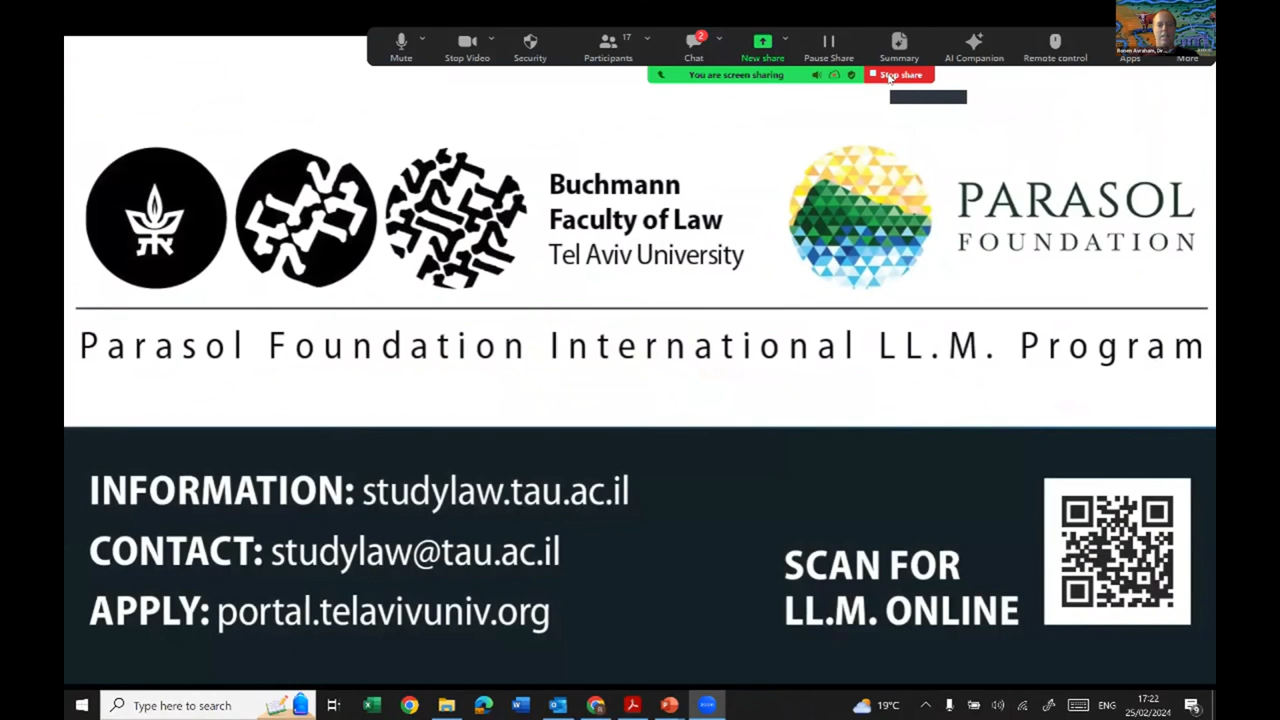 17
2
Mute
Stop Video
Security
Participants
Chat
New share
Pause Share
Summary
AI Companion
Remote control
Apps
More
You are screen sharing
Stop share
Buchmann
Faculty of Law
Tel Aviv University
PARASOL
FOUNDATION
Parasol Foundation International LL.M. Program
INFORMATION: studylaw.tau.ac.il
CONTACT: studylaw@tau.ac.il
APPLY: portal.telavivuniv.org
SCAN FOR
LL.M. ONLINE
Type here to search
19°C
ENG
17:22
25/02/2024